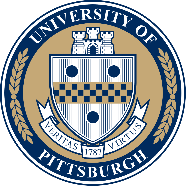 UNIVERSITY OF
VERITAS 1787 VIRTUS
PITTSBURGH